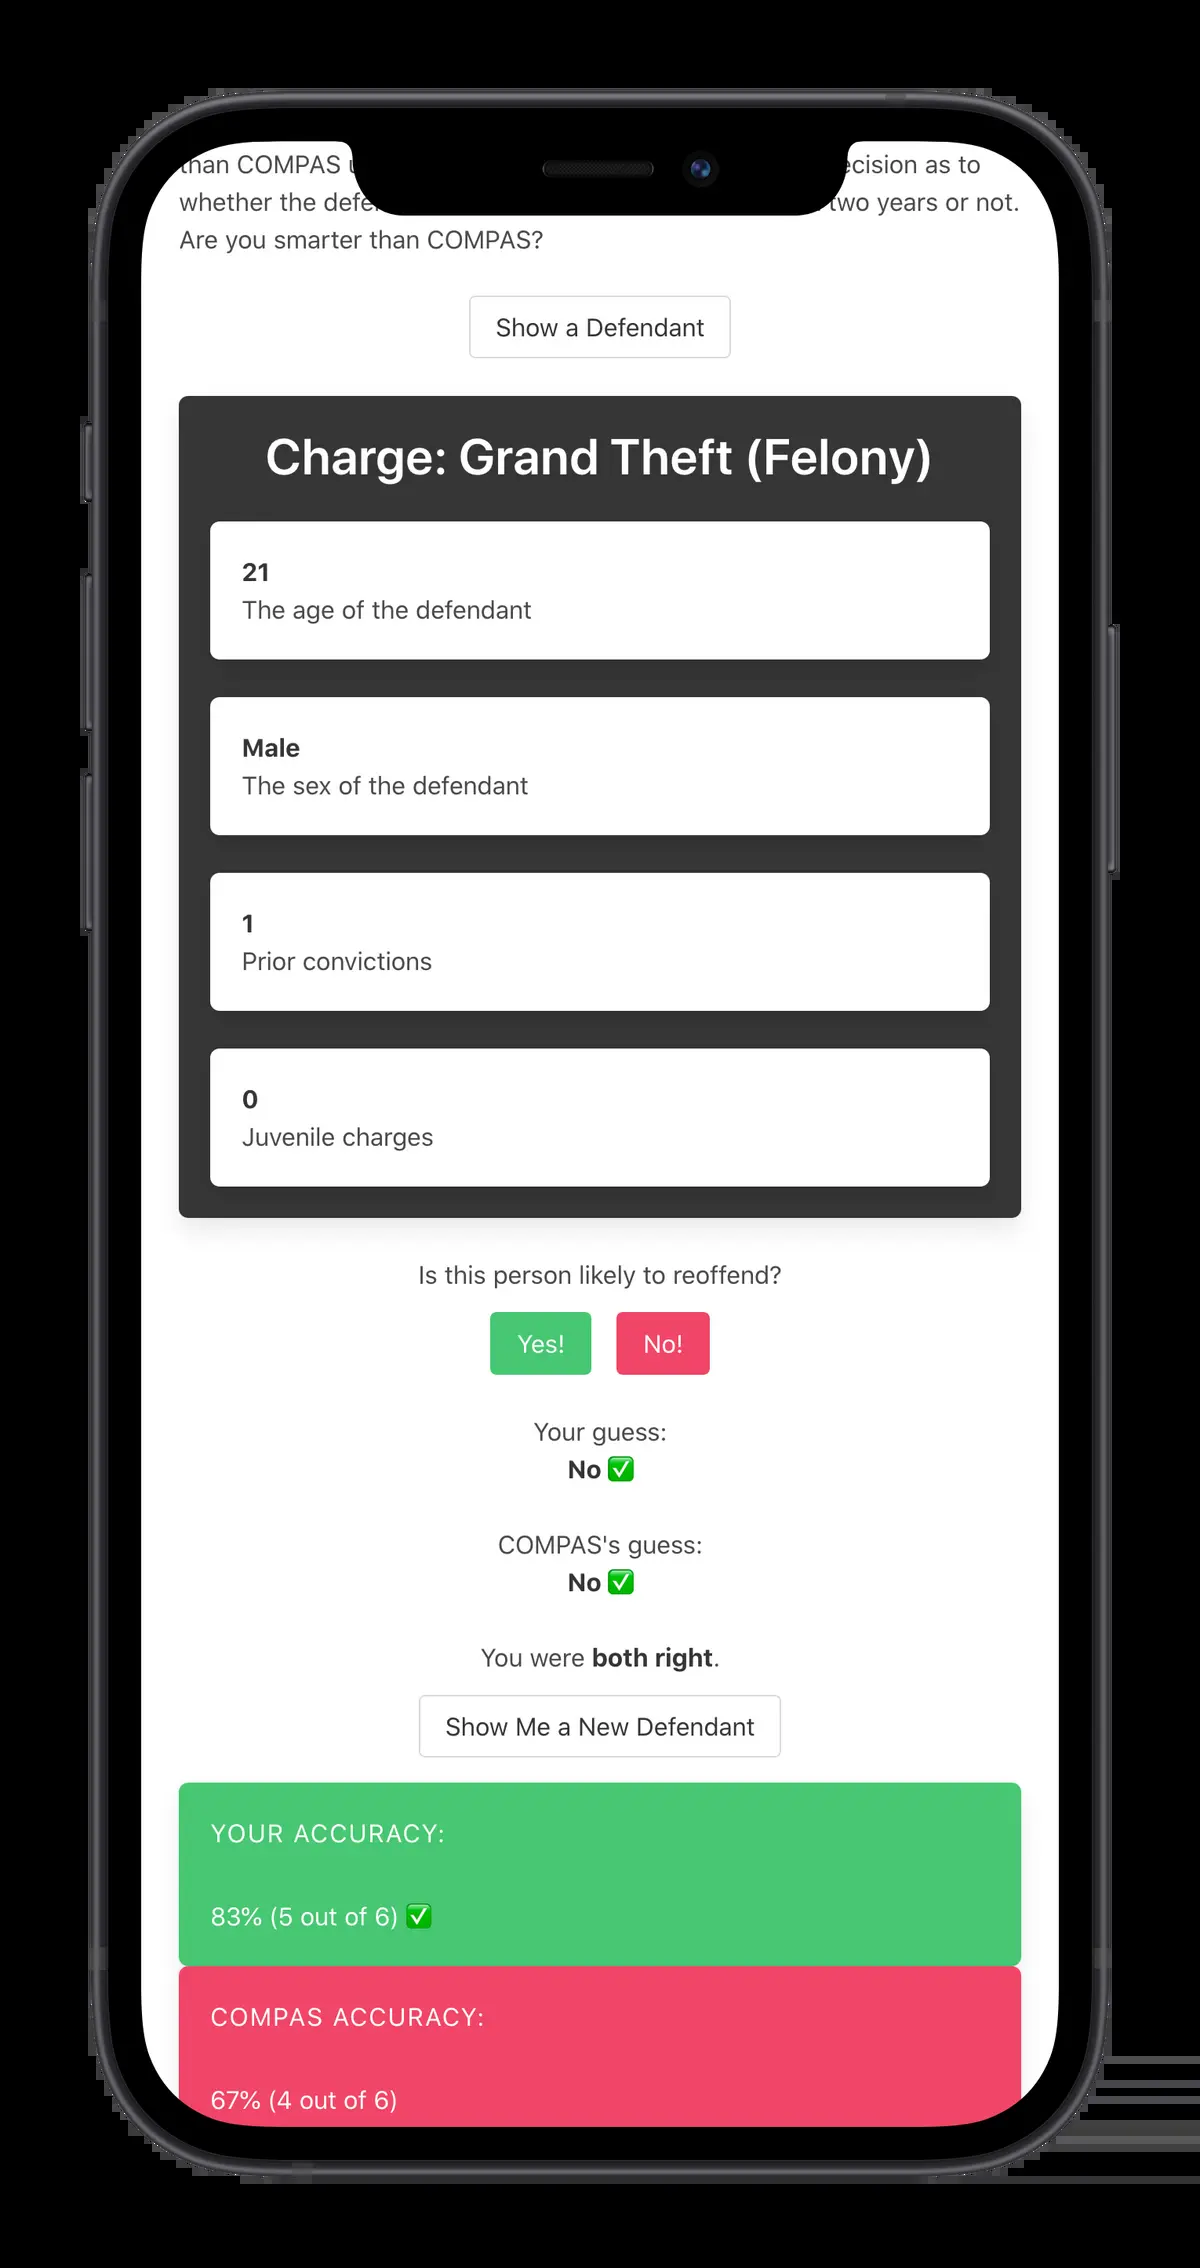 than COMPAS
ecision as to
whether the
two years or not.
Are you smarter than COMPAS?
Show a Defendant
Charge: Grand Theft (Felony)
21
The age of the defendant
Male
The sex of the defendant
1
Prior convictions
0
Juvenile charges
Is this person likely to reoffend?
Yes!
No!
Your guess:
No ✅
COMPAS's guess:
No ✅
You were both right.
Show Me a New Defendant
YOUR ACCURACY:
83% (5 out of 6) ✅
COMPAS ACCURACY:
67% (4 out of 6)